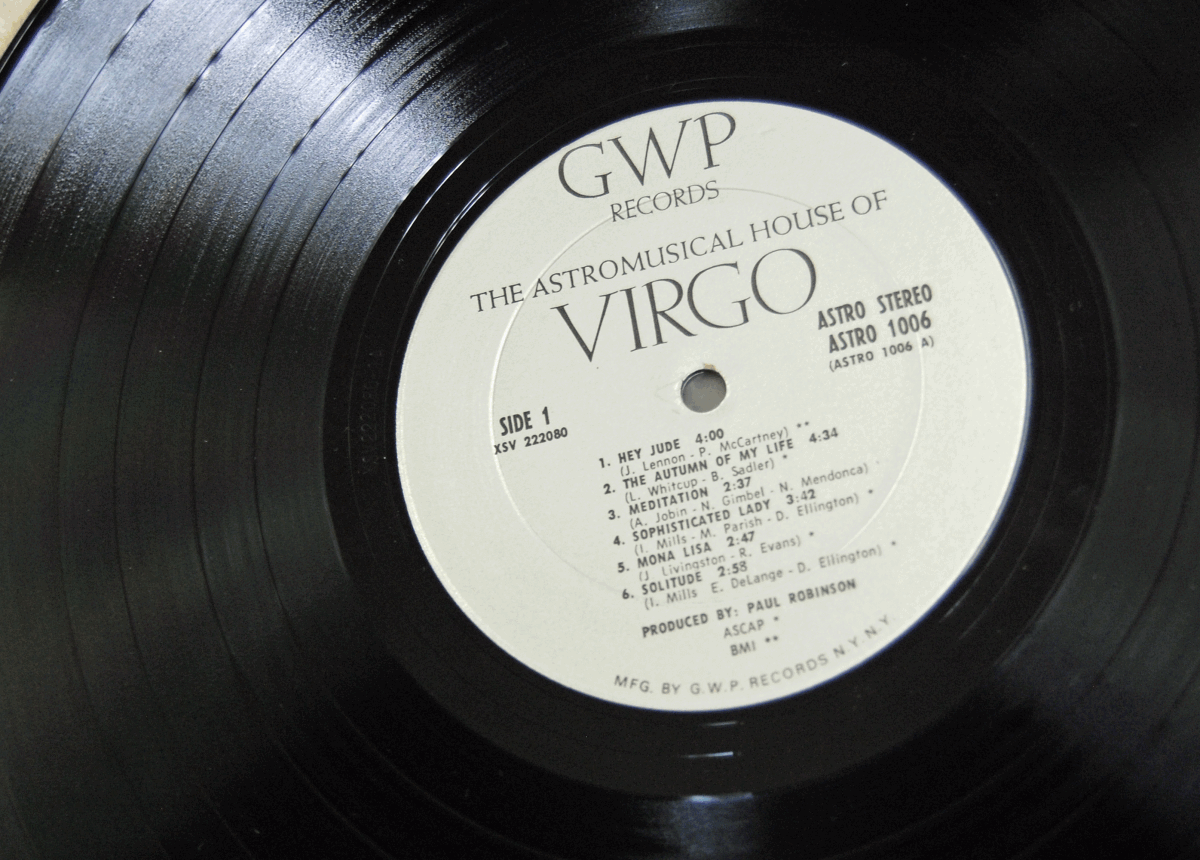 GWP
RECORDS
THE ASTROMUSICAL HOUSE OF
VIRGO
ASTRO STEREO
ASTRO 1006
(ASTRO 1006 A)
SIDE 1
XSV 222080
1. HEY JUDE 4:00
(J. Lennon - P. McCartney) **
2. THE AUTUMN OF MY LIFE 4:34
(L. Whitcup - B. Sadler) *
3. MEDITATION 2:37
(A. Jobin - N. Gimbel - N. Mendonca)
4. SOPHISTICATED LADY 3:42
(I. Mills - M. Parish - D. Ellington) *
5. MONA LISA 2:47
(J Livingston - R. Evans) *
6. SOLITUDE 2:58
(I. Mills E. DeLange - D. Ellington) *
PRODUCED BY: PAUL ROBINSON
ASCAP *
BMI **
MFG. BY G.W.P. RECORDS N.Y. N.Y.